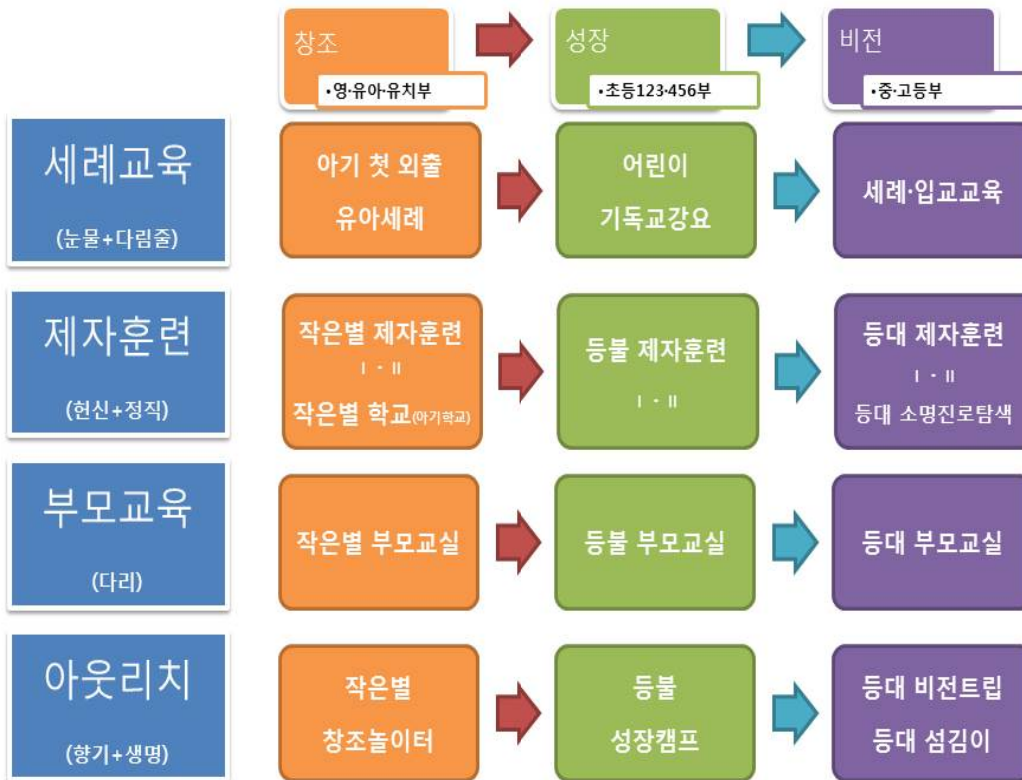 창조
•영·유아·유치부
성장
•초등123·456부
비전
•중·고등부
세례교육
(눈물+다림줄)
아기 첫 외출
유아세례
어린이
기독교강요
세례·입교교육
제자훈련
(헌신+정직)
작은별 제자훈련
I - II
작은별 학교(아기학교)
등불 제자훈련
I - II
등대 제자훈련
I - II
등대 소명진로탐색
부모교육
(다리)
작은별 부모교실
등불 부모교실
등대 부모교실
아웃리치
(향기+생명)
작은별
창조놀이터
등불
성장캠프
등대 비전트립
등대 섬김이